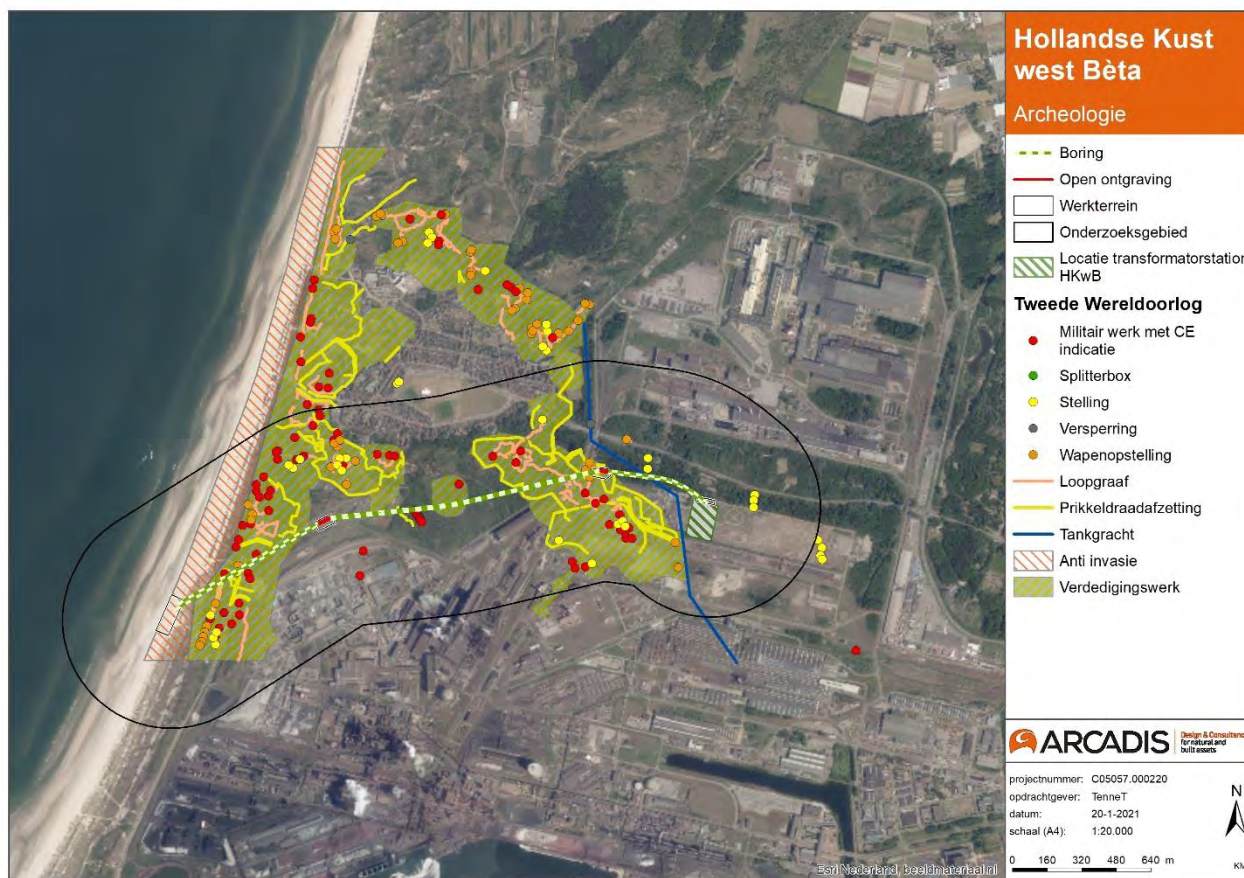 Hollandse Kust
west Bèta
Archeologie
Boring
Open ontgraving
Werkterrein
Onderzoeksgebied
Locatie transformatorstation
HKwB
Tweede Wereldoorlog
Militair werk met CE
indicatie
Splitterbox
Stelling
Versperring
Wapenopstelling
Loopgraaf
Prikkeldraadafzetting
Tankgracht
Anti invasie
Verdedigingswerk
ARCADIS Design & Consultancy
for natural and
built assets
projectnummer: C05057.000220
opdrachtgever: TenneT
datum: 20-1-2021
schaal (A4): 1:20.000
N
0 160 320 480 640 m
KM
Esri Nederland, beeldmateriaal.nl